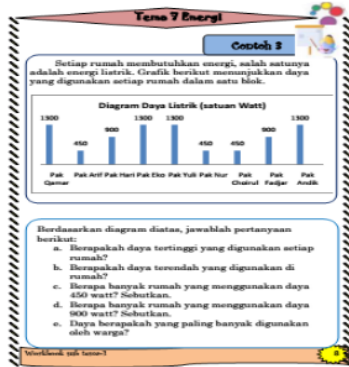 Tema 7 Energi
Contoh 3
Setiap rumah membutuhkan energi, salah satunya
adalah energi listrik. Grafik berikut menunjukkan daya
yang digunakan setiap rumah dalam satu blok.
Diagram Daya Listrik (satuan Watt)
1300 450 900 1300 1300 450 450 900 1300
Pak Qamar Pak Arif Pak Hari Pak Eko Pak Yuli Pak Nur Pak Chairul Pak Fadjar Pak Andik
Berdasarkan diagram diatas, jawablah pertanyaan
berikut:
a. Berapakah daya tertinggi yang digunakan setiap
rumah?
b. Berapakah daya terendah yang digunakan di
rumah?
c. Berapa banyak rumah yang menggunakan daya
450 watt? Sebutkan.
d. Berapa banyak rumah yang menggunakan daya
900 watt? Sebutkan.
e. Daya berapakah yang paling banyak digunakan
oleh warga?
Workbook sub tema-1
8